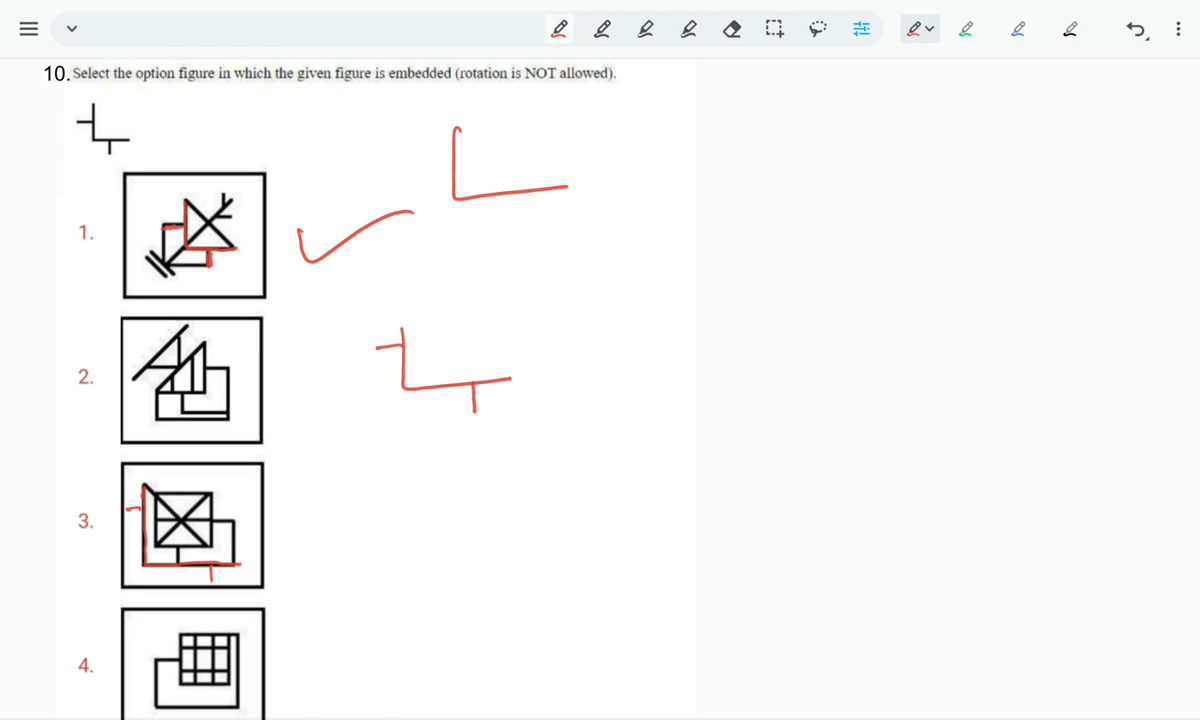 10. Select the option figure in which the given figure is embedded (rotation is NOT allowed).
1.
2.
3.
4.